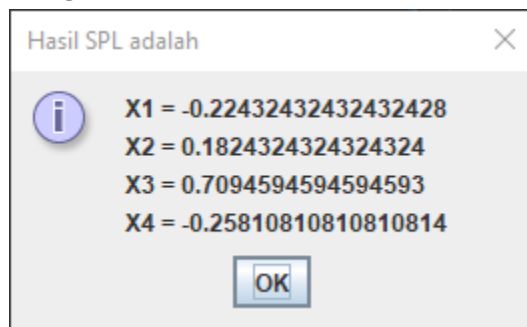 Hasil SPL adalah
X1 = -0.22432432432432428
X2 = 0.1824324324324324
X3 = 0.7094594594594593
X4 = -0.25810810810810814
OK